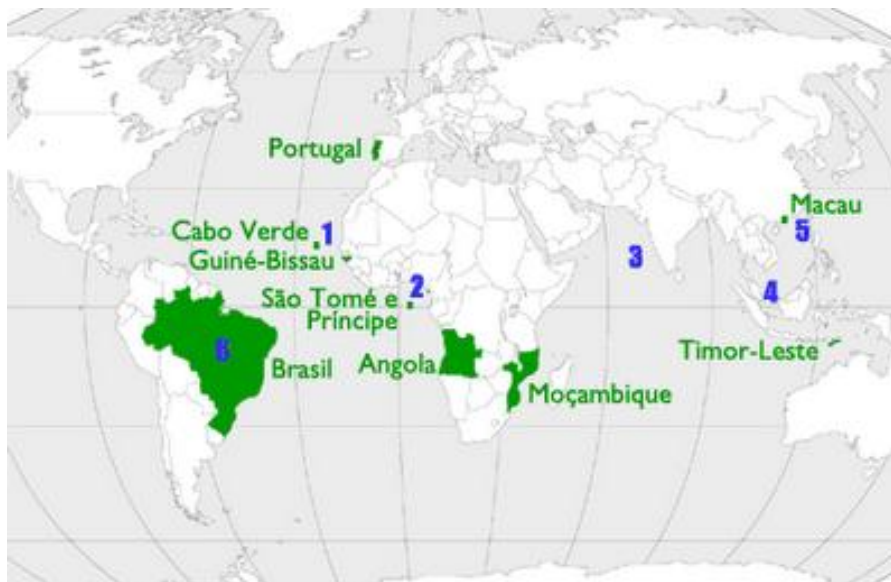 Portugal
Macau
Cabo Verde
1
5
Guiné-Bissau
3
2
4
São Tomé e
Príncipe
6
Brasil
Angola
Timor-Leste
Moçambique